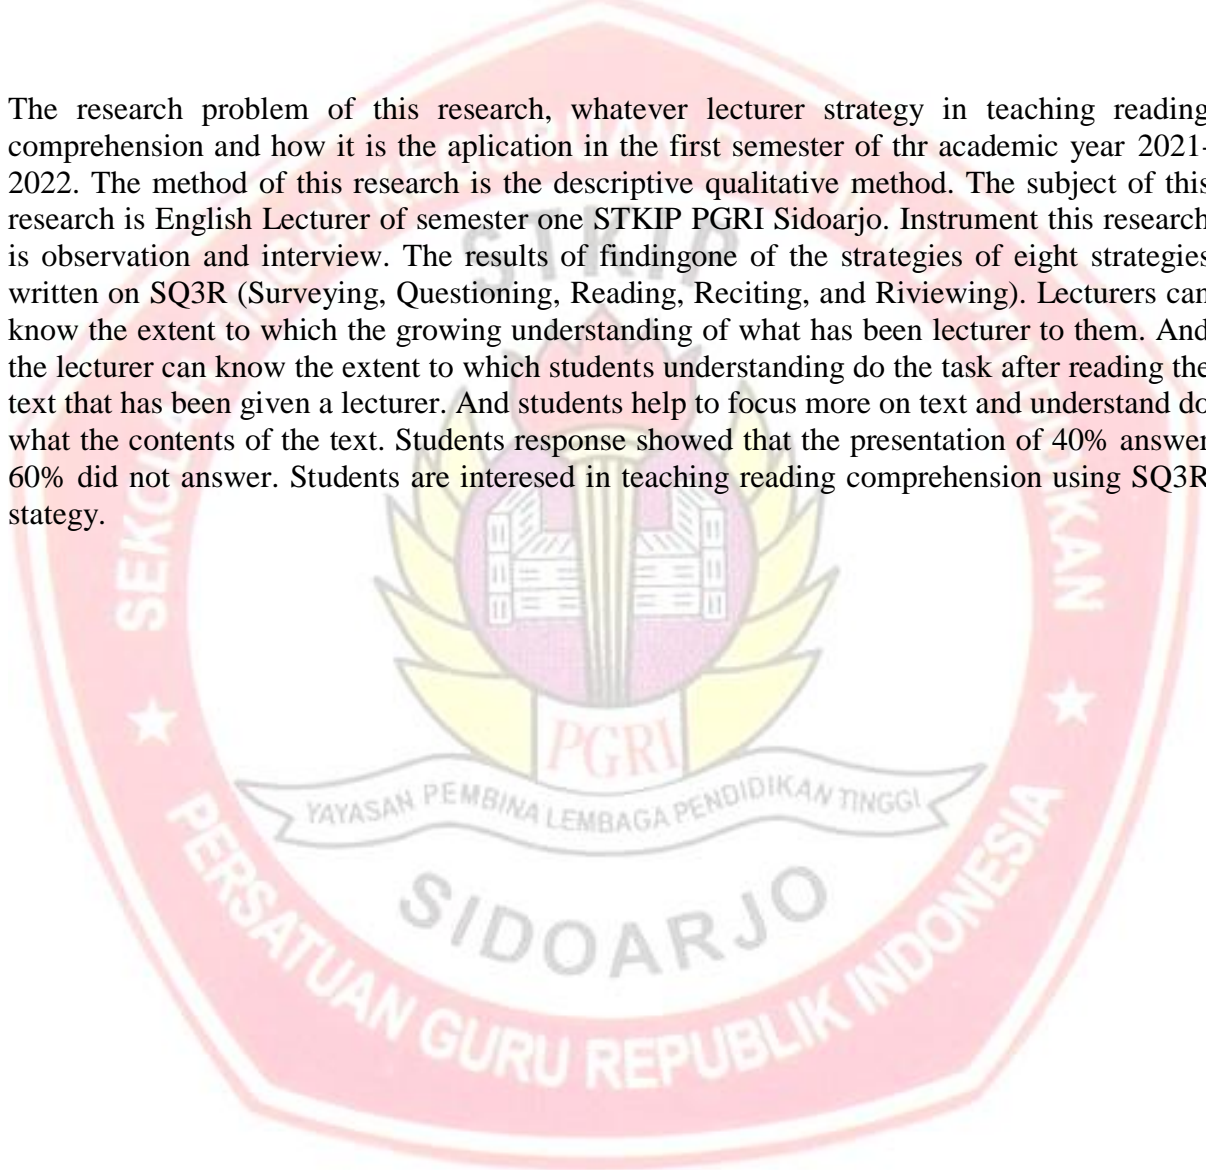 The research problem of this research, whatever lecturer strategy in teaching reading
comprehension and how it is the aplication in the first semester of thr academic year 2021-
2022. The method of this research is the descriptive qualitative method. The subject of this
research is English Lecturer of semester one STKIP PGRI Sidoarjo. Instrument this research
is observation and interview. The results of findingone of the strategies of eight strategies
written on SQ3R (Surveying, Questioning, Reading, Reciting, and Riviewing). Lecturers can
know the extent to which the growing understanding of what has been lecturer to them. And
the lecturer can know the extent to which students understanding do the task after reading the
text that has been given a lecturer. And students help to focus more on text and understand do
what the contents of the text. Students response showed that the presentation of 40% answer
60% did not answer. Students are interesed in teaching reading comprehension using SQ3R
stategy.
SEKOLAH TINGGI KEGURUAN DAN ILMU PENDIDIKAN
STKIP
PGRI
YAYASAN PEMBINA LEMBAGA PENDIDIKAN TINGGI
SIDOARJO
PERSATUAN GURU REPUBLIK INDONESIA